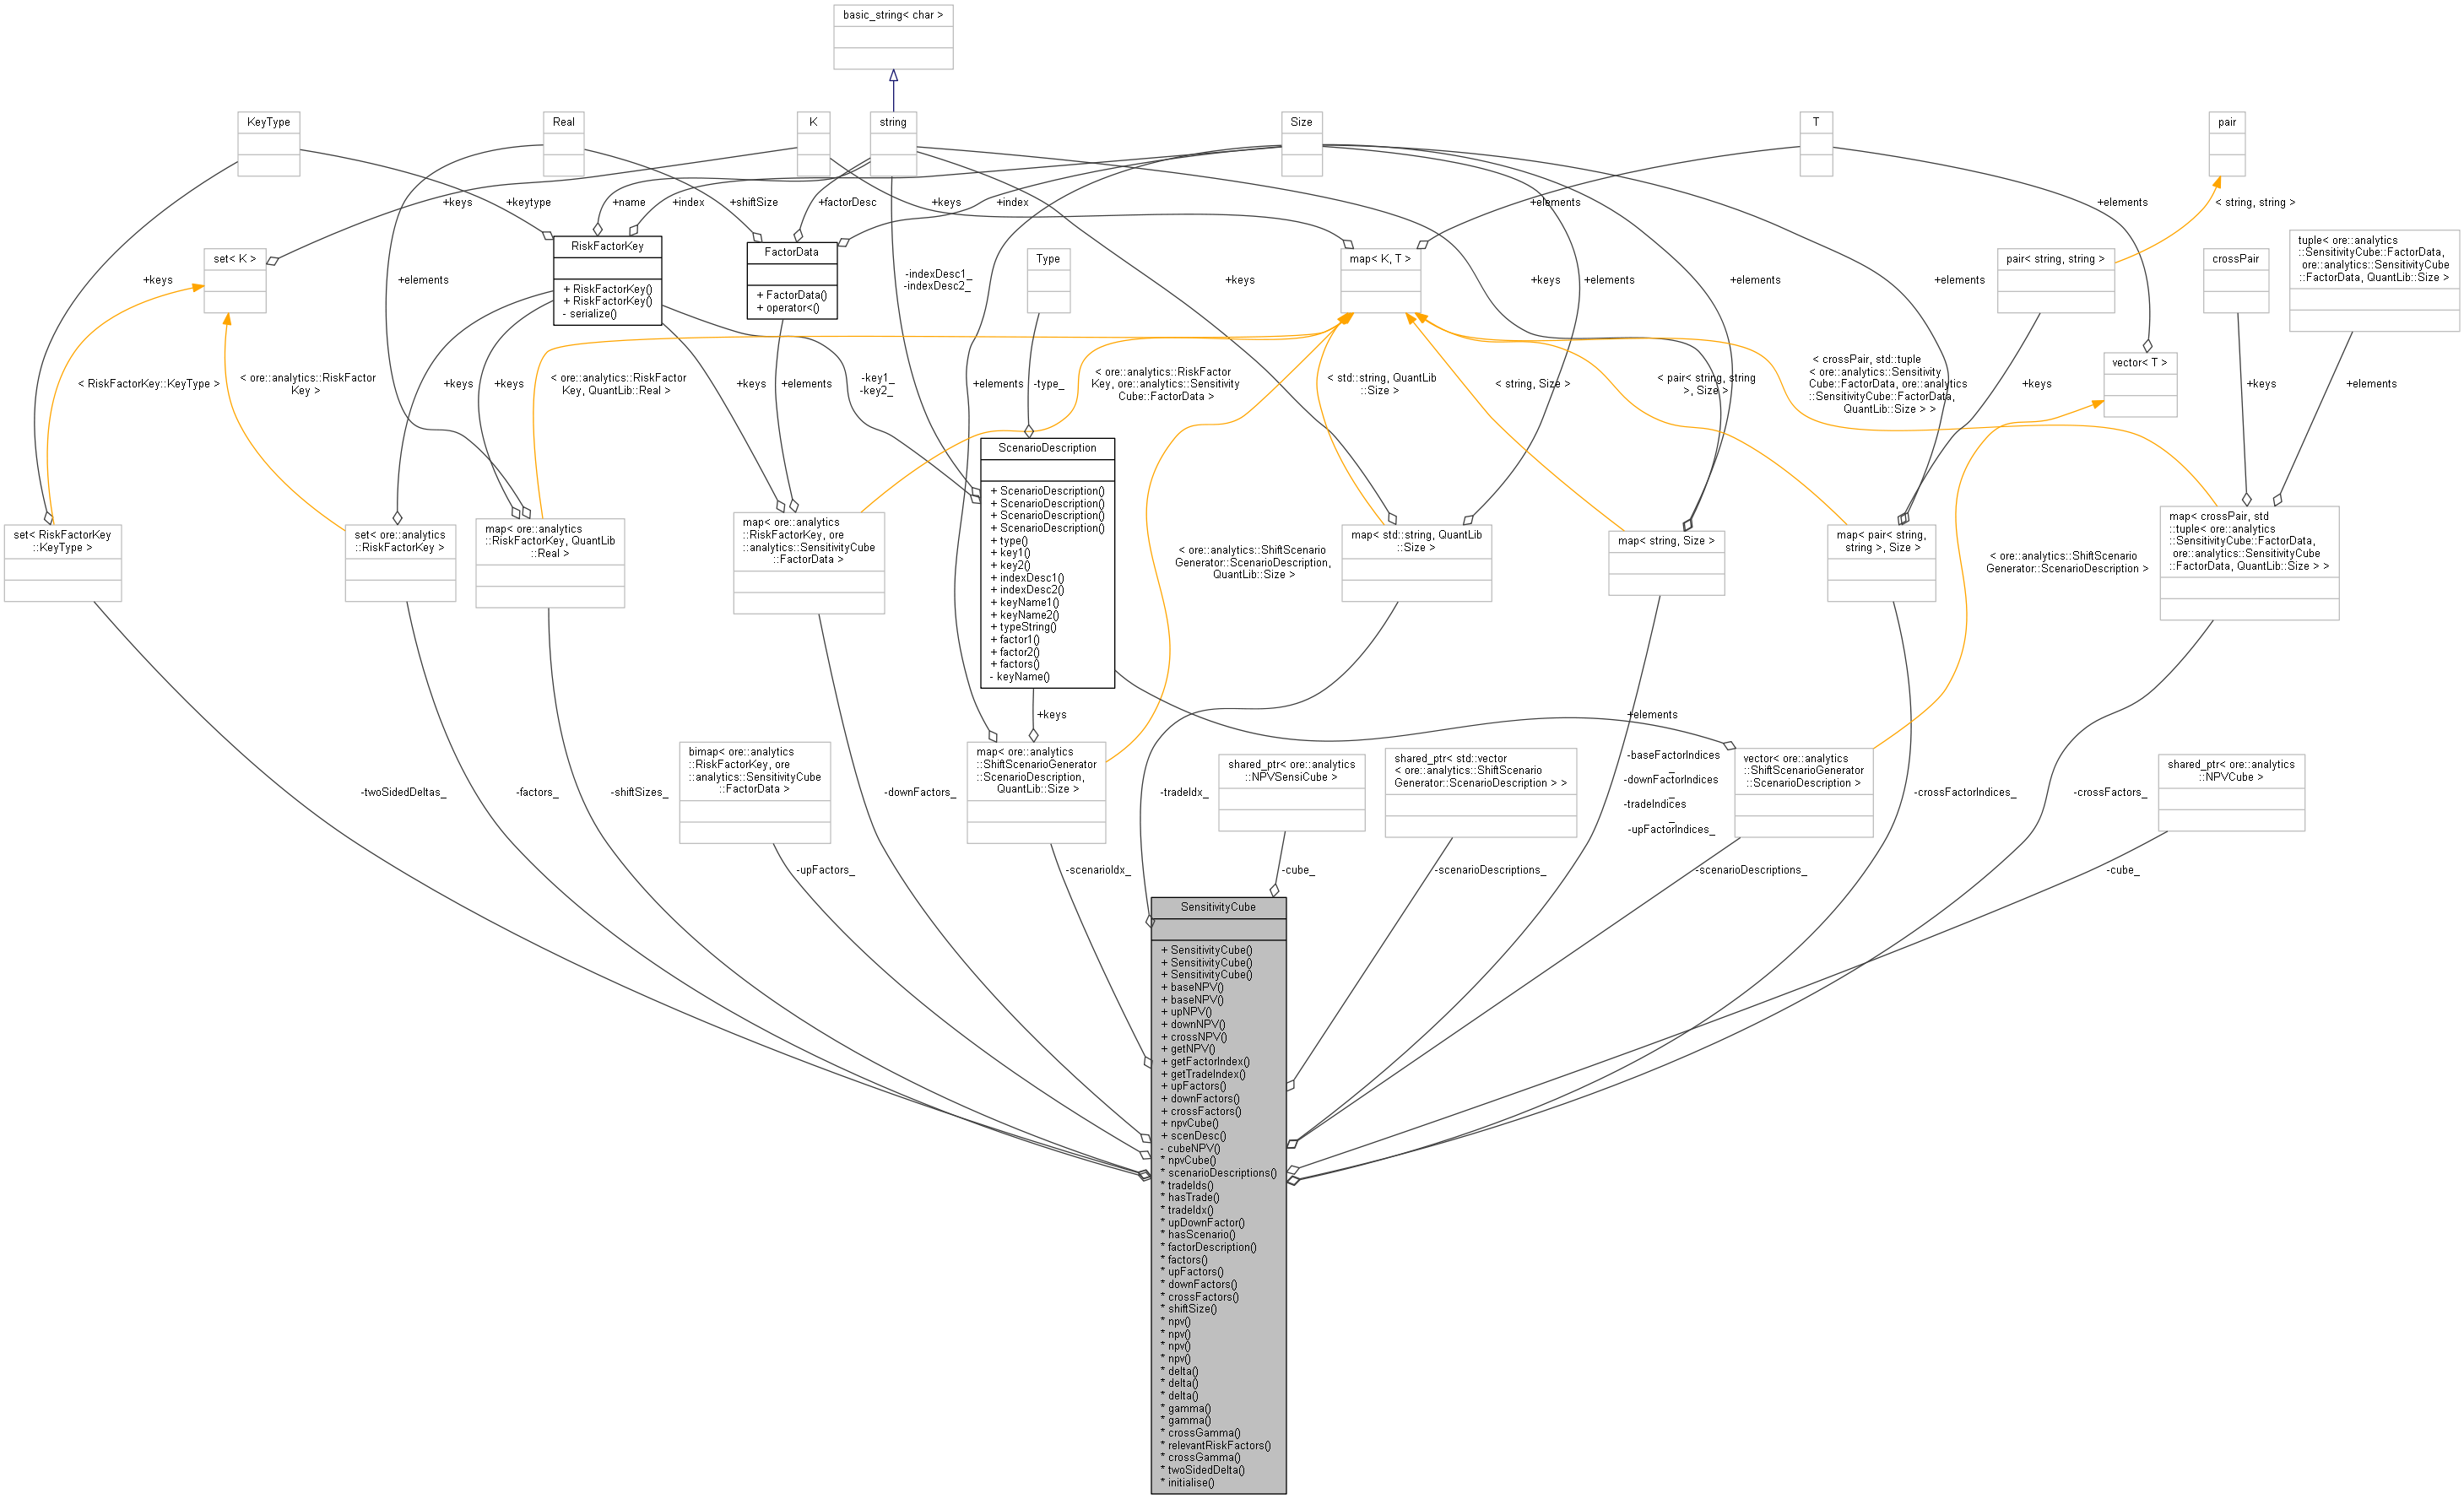 basic_string< char >
KeyType
Real
K
string
Size
T
pair
+keys
+keytype
+name
+index
+shiftSize
+factorDesc
+keys
+index
+elements
+elements
< string, string >
RiskFactorKey
+ RiskFactorKey()
+ RiskFactorKey()
- serialize()
FactorData
+ FactorData()
+ operator<()
set< K >
Type
map< K, T >
pair< string, string >
crossPair
tuple< ore::analytics
::SensitivityCube::FactorData,
ore::analytics::SensitivityCube
::FactorData, QuantLib::Size >
+keys
+elements
-indexDesc1_
-indexDesc2_
+keys
+keys
+elements
+elements
+elements
vector< T >
< RiskFactorKey::KeyType >
< ore::analytics::RiskFactor
Key >
+keys
+keys
< ore::analytics::RiskFactor
Key, QuantLib::Real >
+keys
+elements
-key1_
-key2_
+elements
-type_
< ore::analytics::RiskFactor
Key, ore::analytics::Sensitivity
Cube::FactorData >
< std::string, QuantLib
::Size >
< string, Size >
< pair< string, string
>, Size >
< crossPair, std::tuple
< ore::analytics::Sensitivity
Cube::FactorData, ore::analytics
::SensitivityCube::FactorData,
QuantLib::Size > >
+keys
+keys
+elements
ScenarioDescription
+ ScenarioDescription()
+ ScenarioDescription()
+ ScenarioDescription()
+ ScenarioDescription()
+ type()
+ key1()
+ key2()
+ indexDesc1()
+ indexDesc2()
+ keyName1()
+ keyName2()
+ typeString()
+ factor1()
+ factor2()
+ factors()
- keyName()
set< RiskFactorKey
::KeyType >
set< ore::analytics
::RiskFactorKey >
map< ore::analytics
::RiskFactorKey, QuantLib
::Real >
map< ore::analytics
::RiskFactorKey, ore
::analytics::SensitivityCube
::FactorData >
< ore::analytics::ShiftScenario
Generator::ScenarioDescription,
QuantLib::Size >
map< std::string, QuantLib
::Size >
map< string, Size >
map< pair< string,
string >, Size >
< ore::analytics::ShiftScenario
Generator::ScenarioDescription >
map< crossPair, std
::tuple< ore::analytics
::SensitivityCube::FactorData,
ore::analytics::SensitivityCube
::FactorData, QuantLib::Size > >
+keys
+elements
-twoSidedDeltas_
-factors_
-shiftSizes_
bimap< ore::analytics
::RiskFactorKey, ore
::analytics::SensitivityCube
::FactorData >
-downFactors_
map< ore::analytics
::ShiftScenarioGenerator
::ScenarioDescription,
QuantLib::Size >
-tradeIdx_
shared_ptr< ore::analytics
::NPVSensiCube >
shared_ptr< std::vector
< ore::analytics::ShiftScenario
Generator::ScenarioDescription > >
-baseFactorIndices
_
-downFactorIndices
_
-tradeIndices
_
-upFactorIndices_
vector< ore::analytics
::ShiftScenarioGenerator
::ScenarioDescription >
-crossFactorIndices_
-crossFactors_
shared_ptr< ore::analytics
::NPVCube >
-upFactors_
-scenarioIdx_
-cube_
-scenarioDescriptions_
-scenarioDescriptions_
-cube_
SensitivityCube
+ SensitivityCube()
+ SensitivityCube()
+ SensitivityCube()
+ baseNPV()
+ baseNPV()
+ upNPV()
+ downNPV()
+ crossNPV()
+ getNPV()
+ getFactorIndex()
+ getTradeIndex()
+ upFactors()
+ downFactors()
+ crossFactors()
+ npvCube()
+ scenDesc()
- cubeNPV()
* npvCube()
* scenarioDescriptions()
* tradeIds()
* hasTrade()
* tradeIdx()
* upDownFactor()
* hasScenario()
* factorDescription()
* factors()
* upFactors()
* downFactors()
* crossFactors()
* shiftSize()
* npv()
* npv()
* npv()
* npv()
* delta()
* delta()
* delta()
* gamma()
* gamma()
* crossGamma()
* relevantRiskFactors()
* crossGamma()
* twoSidedDelta()
* initialise()